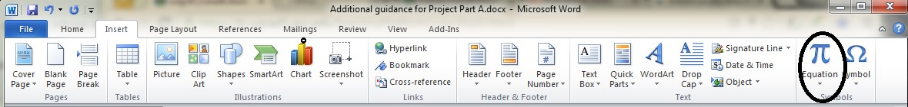 Additional guidance for Project Part A.docx - Microsoft Word
File Home Insert Page Layout References Mailings Review View Add-Ins
Cover Page
Blank Page
Page Break
Table
Picture
Clip Art
Shapes
SmartArt
Chart
Screenshot
Hyperlink
Bookmark
Cross-reference
Header
Footer
Page Number
Text Box
Quick Parts
WordArt
Drop Cap
Signature Line
Date & Time
Object
π
Equation
Ω
Symbol
Pages Tables Illustrations Links Header & Footer Text Symbols